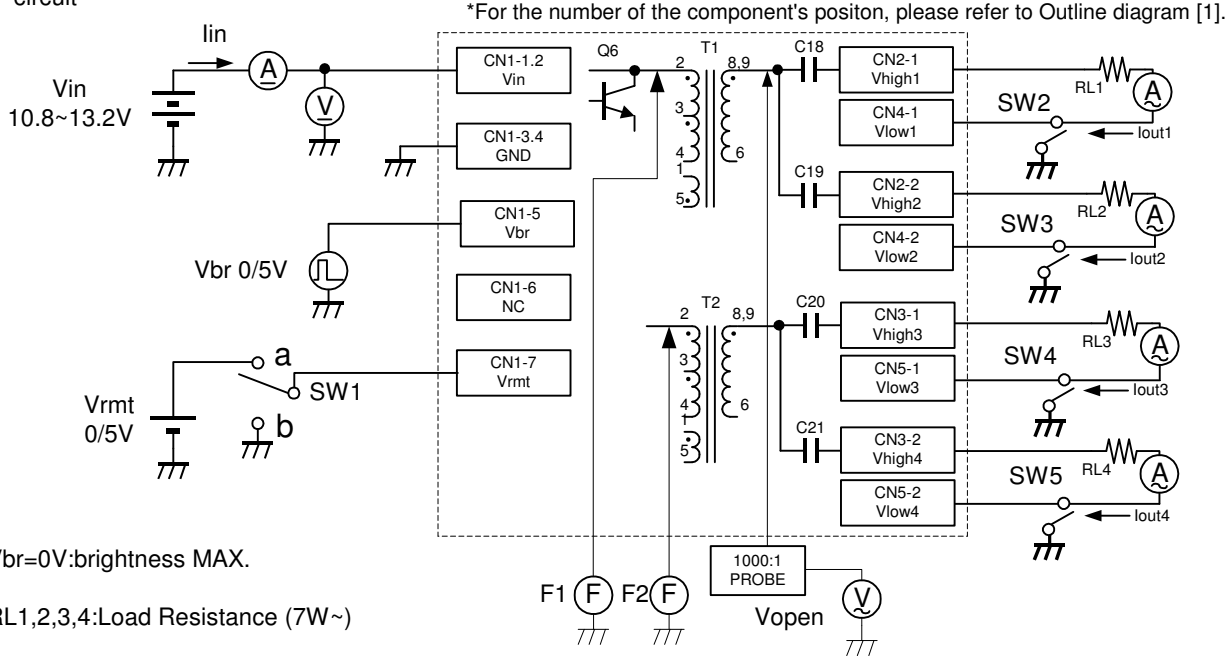 circuit
*For the number of the component's positon, please refer to Outline diagram [1].
Iin
A
V
Vin
10.8~13.2V
CN1-1.2
Vin
CN1-3.4
GND
CN1-5
Vbr
Vbr 0/5V
CN1-6
NC
CN1-7
Vrmt
a
SW1
b
Vrmt
0/5V
Q6
T1
2
3
4
1
5
8,9
6
C18
C19
CN2-1
Vhigh1
CN4-1
Vlow1
RL1
A
SW2
Iout1
CN2-2
Vhigh2
CN4-2
Vlow2
RL2
A
SW3
Iout2
T2
2
3
4
1
5
8,9
6
C20
C21
CN3-1
Vhigh3
CN5-1
Vlow3
RL3
A
SW4
Iout3
CN3-2
Vhigh4
CN5-2
Vlow4
RL4
A
SW5
Iout4
Vbr=0V:brightness MAX.
RL1,2,3,4:Load Resistance (7W~)
F1 F F2 F
1000:1
PROBE
Vopen
V